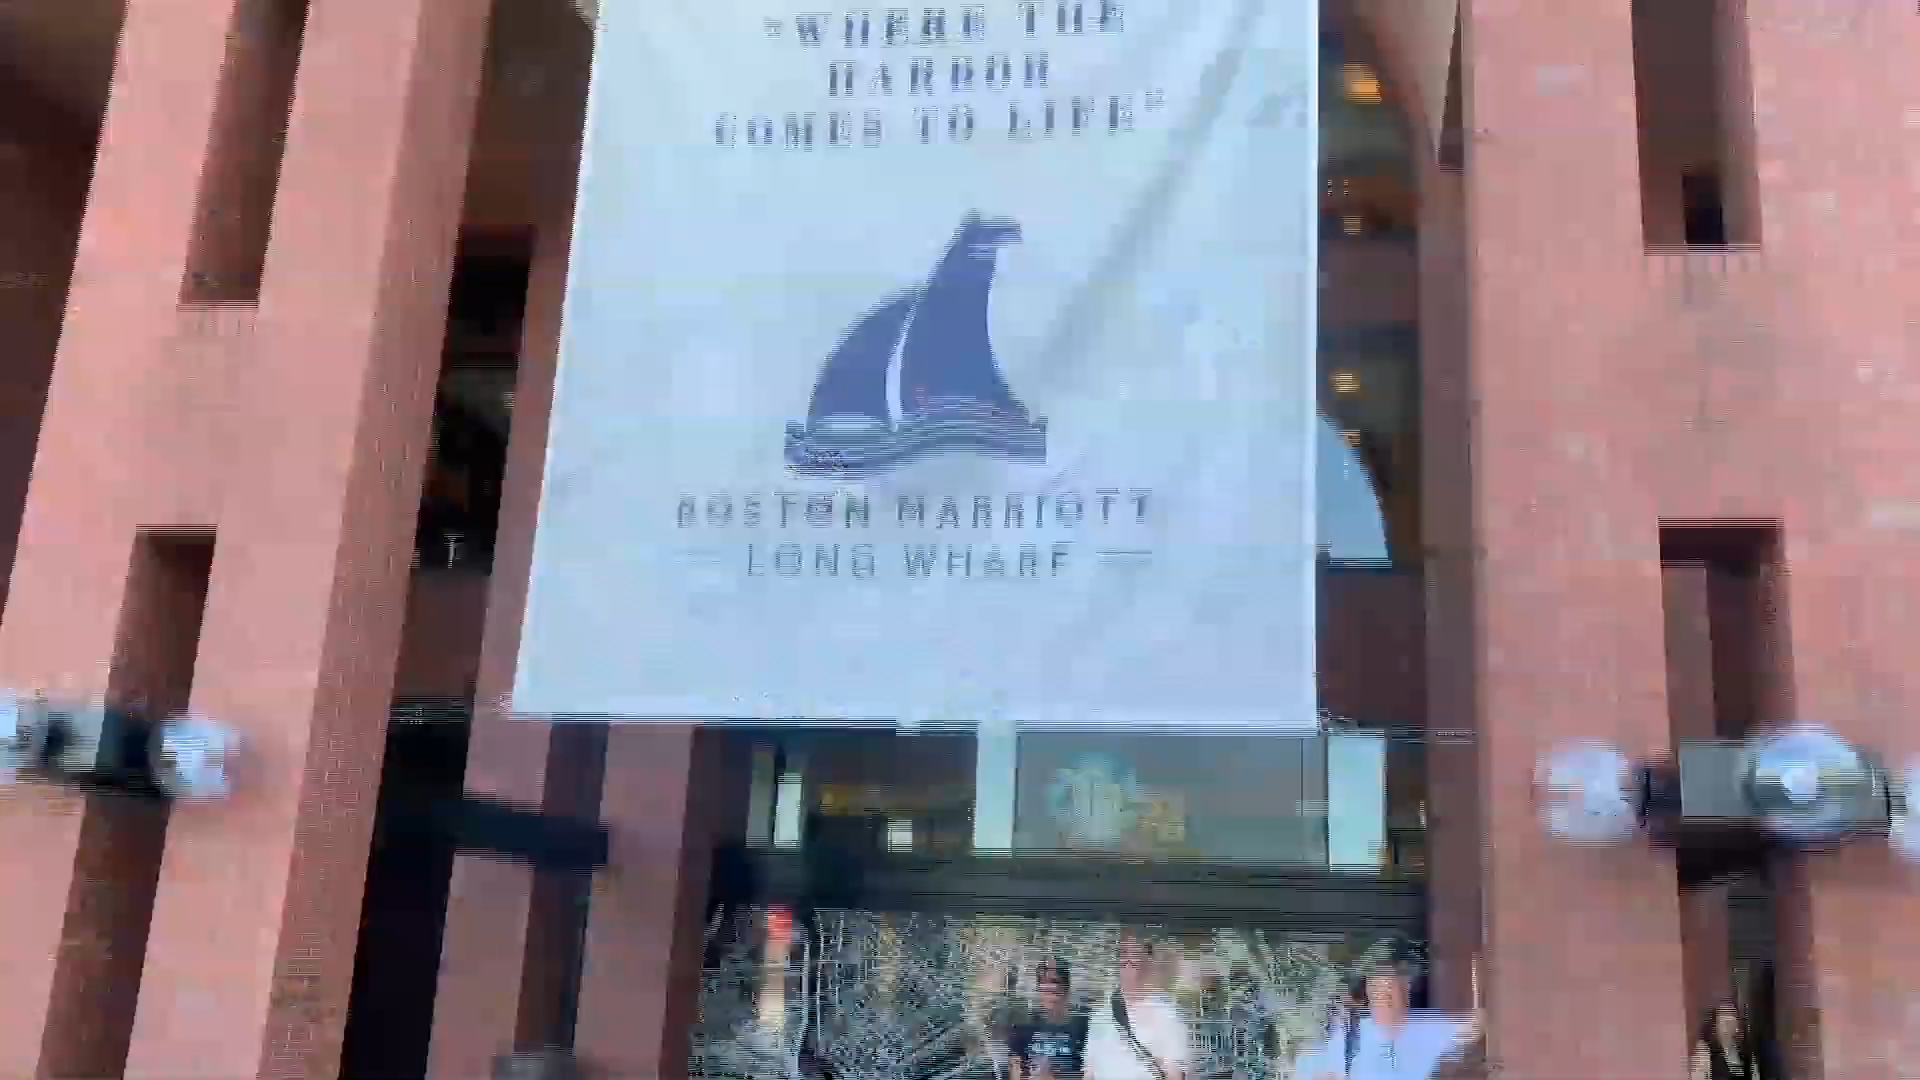 "WHERE THE
HARBOR
COMES TO LIFE"
BOSTON MARRIOTT
LONG WHARF